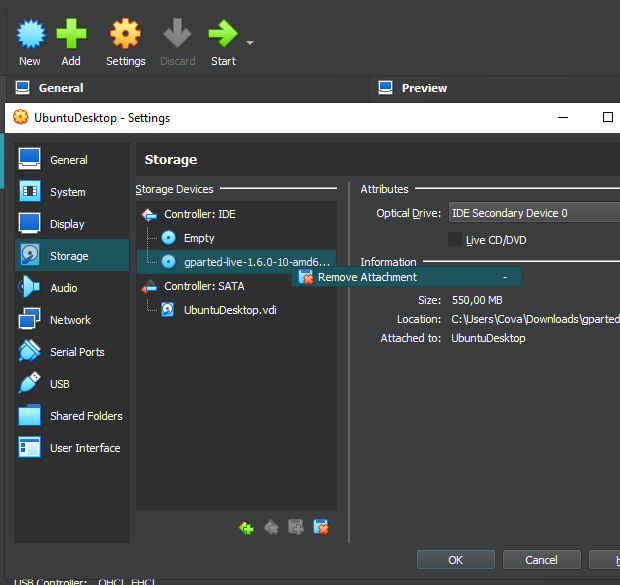 New
Add
Settings
Discard
Start
General
Preview
UbuntuDesktop - Settings
General
System
Display
Storage
Audio
Network
Serial Ports
USB
Shared Folders
User Interface
Storage
Storage Devices
Controller: IDE
Empty
gparted-live-1.6.0-10-amd6...
Controller: SATA
UbuntuDesktop.vdi
Remove Attachment -
Attributes
Optical Drive: IDE Secondary Device 0
Live CD/DVD
Information
Size: 550,00 MB
Location: C:\Users\Cova\Downloads\gparted
Attached to: UbuntuDesktop
OK
Cancel
USB Controller: OHCI, EHCI